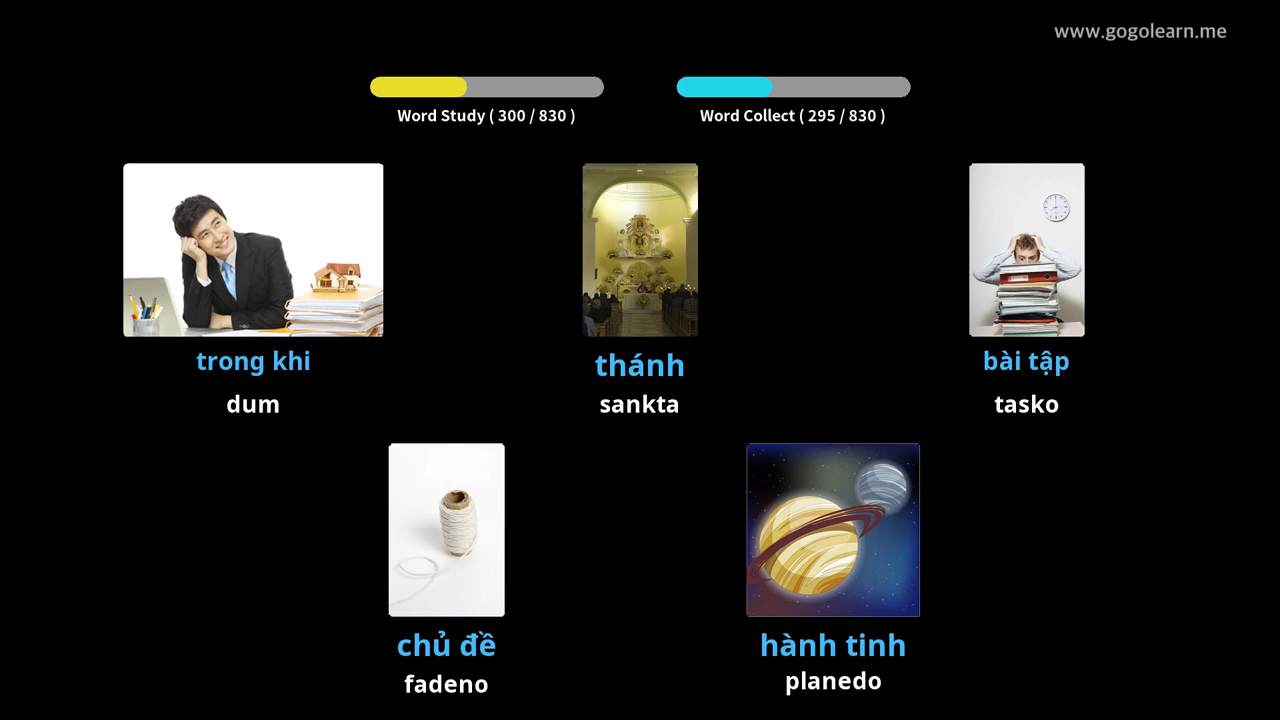 www.gogolearn.me
Word Study ( 300 / 830 )
Word Collect ( 295 / 830 )
trong khi
dum
thánh
sankta
bài tập
tasko
chủ đề
fadeno
hành tinh
planedo